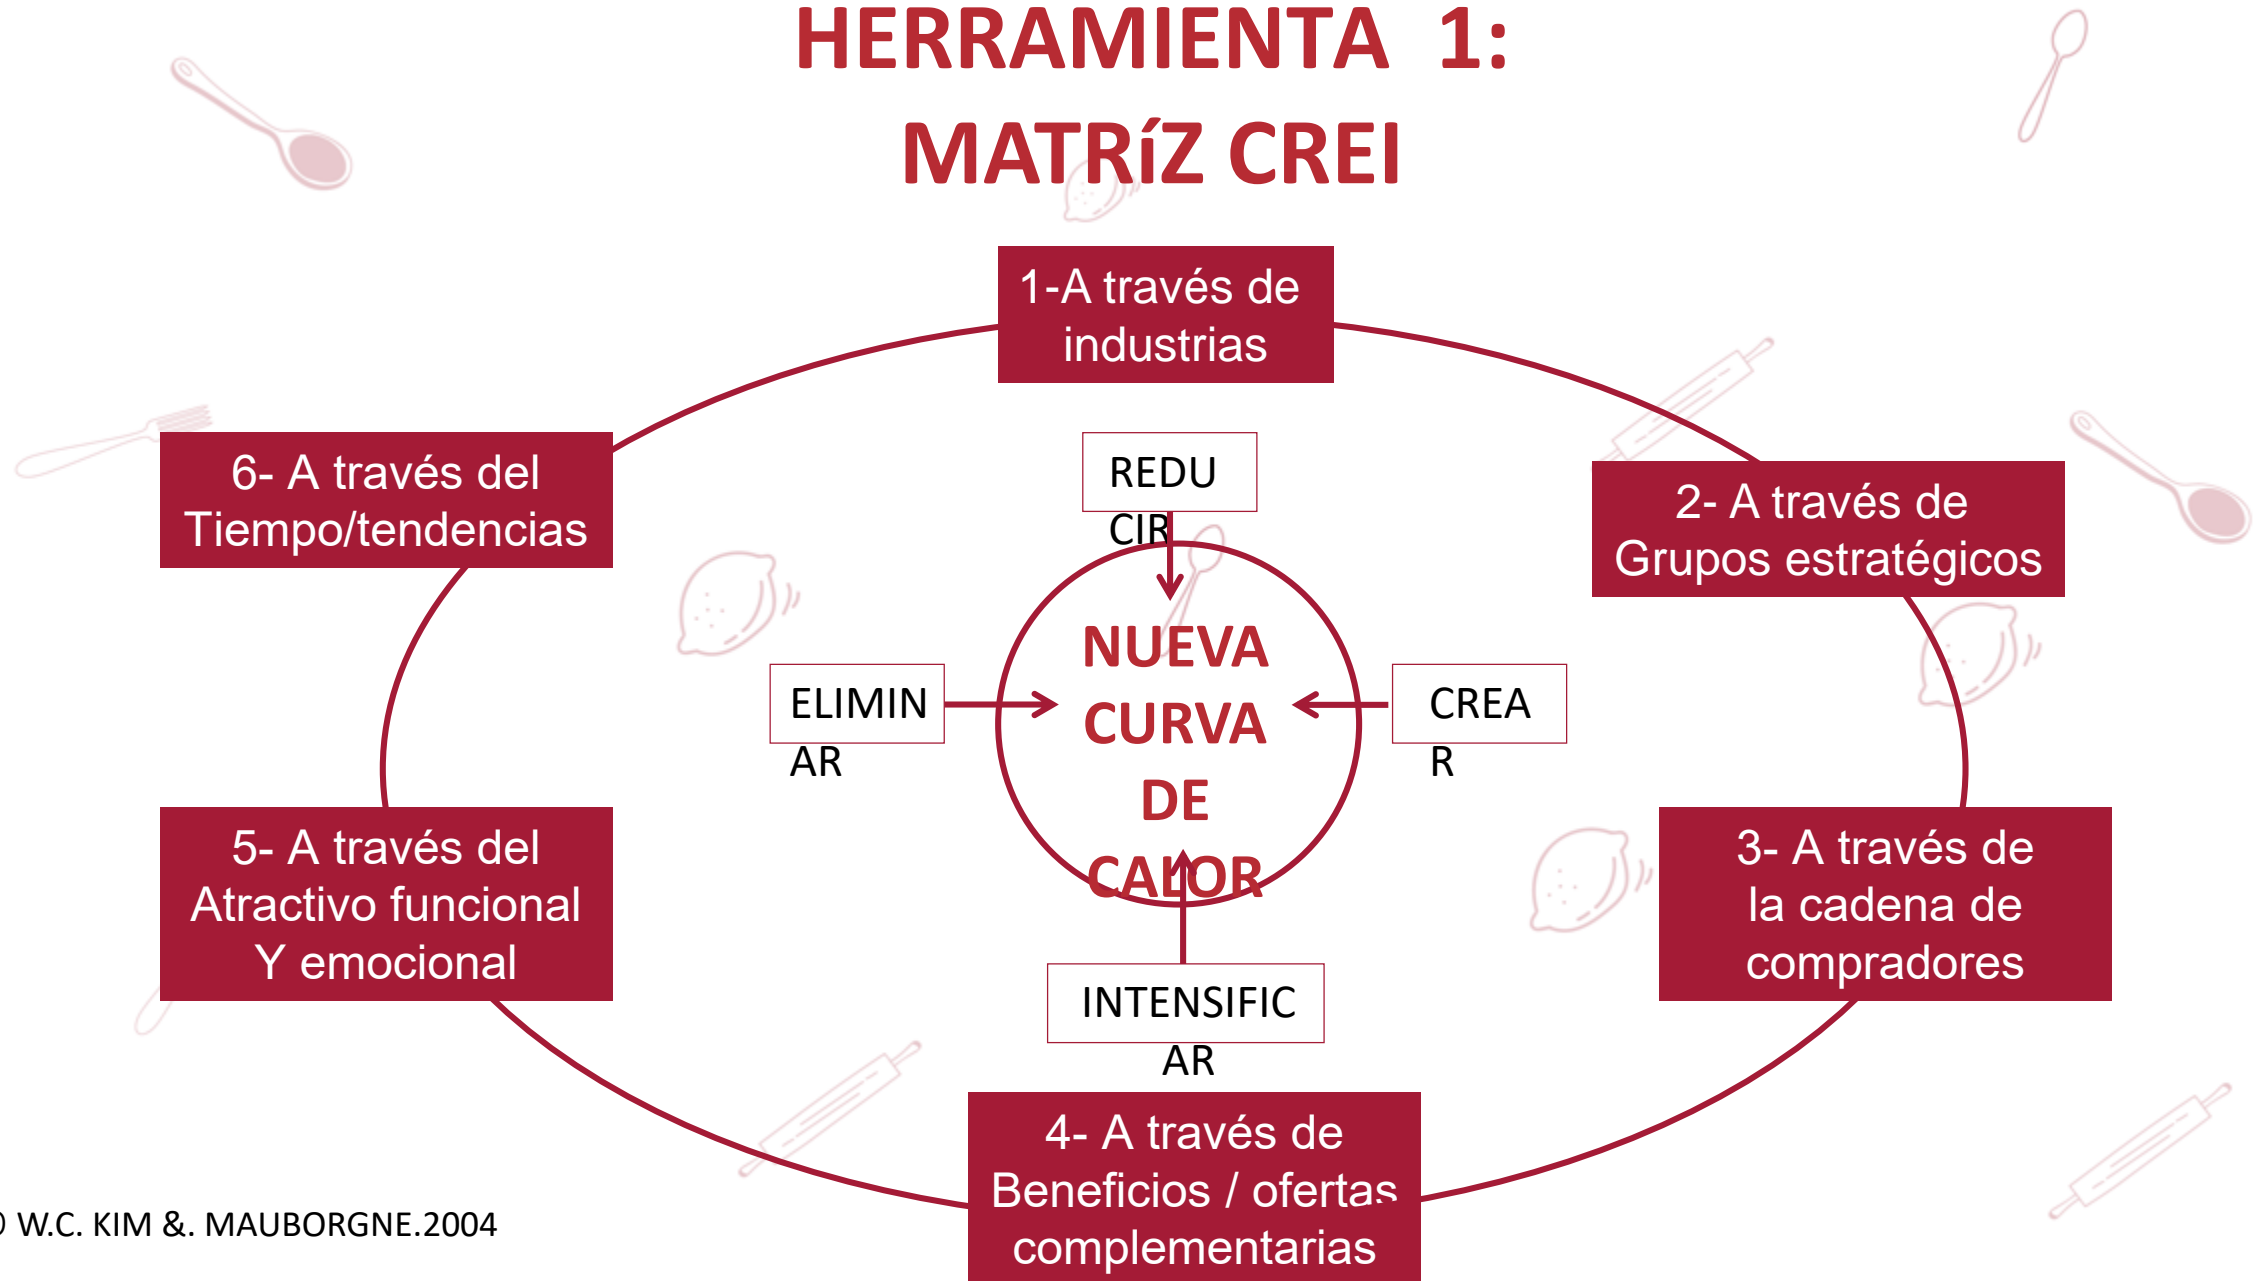 HERRAMIENTA 1:
MATRíZ CREI
1-A través de
industrias
6- A través del
Tiempo/tendencias
REDU
CIR
2- A través de
Grupos estratégicos
ELIMIN
AR
NUEVA
CURVA
DE
CALOR
CREA
R
5- A través del
Atractivo funcional
Y emocional
3- A través de
la cadena de
compradores
INTENSIFIC
AR
4- A través de
Beneficios / ofertas
complementarias
© W.C. KIM &. MAUBORGNE.2004